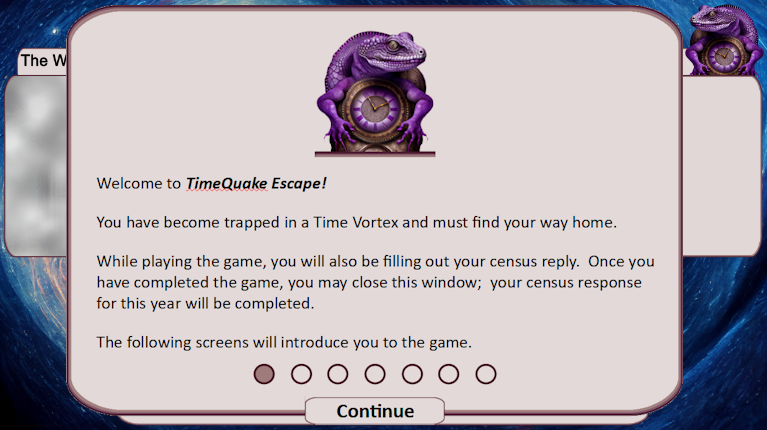 The W
Welcome to TimeQuake Escape!
You have become trapped in a Time Vortex and must find your way home.
While playing the game, you will also be filling out your census reply.  Once you
have completed the game, you may close this window;  your census response
for this year will be completed.
The following screens will introduce you to the game.
Continue